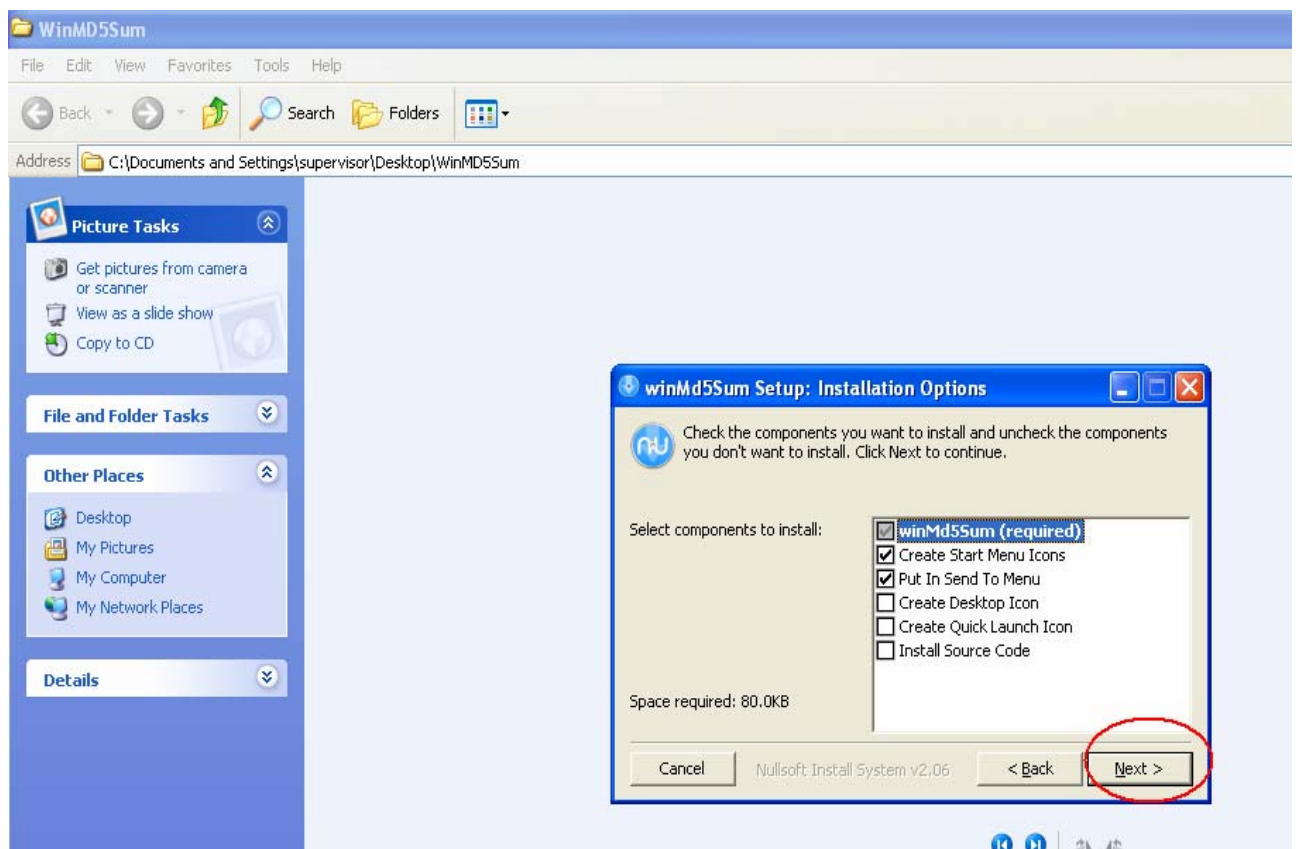 WinMD5Sum
File Edit View Favorites Tools Help
Back Search Folders
Address C:\Documents and Settings\supervisor\Desktop\WinMD5Sum
Picture Tasks
Get pictures from camera
or scanner
View as a slide show
Copy to CD
File and Folder Tasks
Other Places
Desktop
My Pictures
My Computer
My Network Places
Details
winMd5Sum Setup: Installation Options
Check the components you want to install and uncheck the components
you don't want to install. Click Next to continue.
Select components to install:
winMd5Sum (required)
Create Start Menu Icons
Put In Send To Menu
Create Desktop Icon
Create Quick Launch Icon
Install Source Code
Space required: 80.0KB
Cancel Nullsoft Install System v2.06 < Back Next >